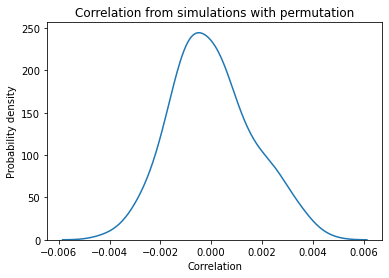 Correlation from simulations with permutation
250
200
150
100
50
0
Probability density
−0.006 −0.004 −0.002 0.000 0.002 0.004 0.006
Correlation